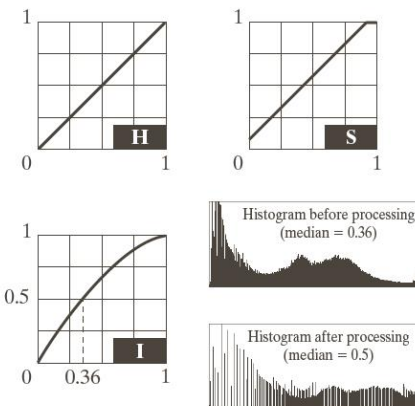 1
H
0
1
1
S
0
1
1
0.5
I
0
0.36
1
Histogram before processing
(median = 0.36)
Histogram after processing
(median = 0.5)